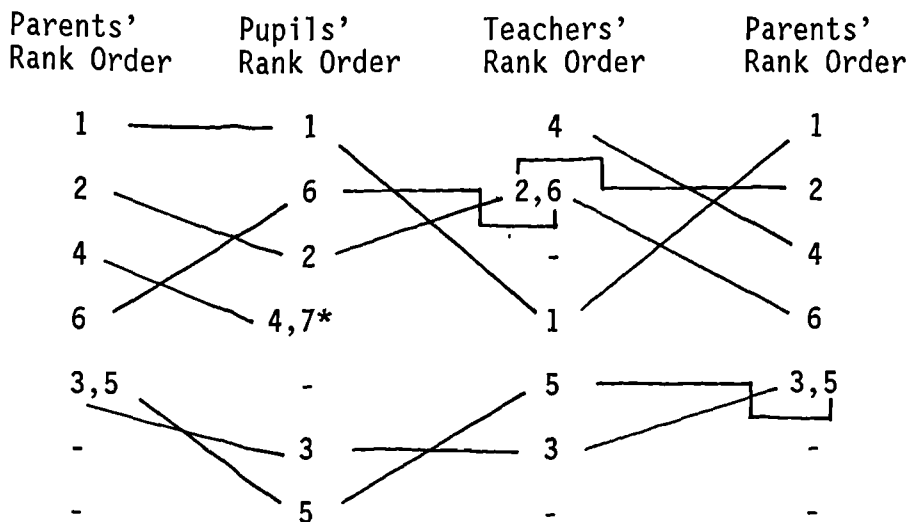 Parents' Pupils' Teachers' Parents'
Rank Order Rank Order Rank Order Rank Order
1 1 4 1
2 6 2,6 2
4 2 - 4
6 4,7* 1 6
3,5 - 5 3,5
- 3 3 -
- 5 - -